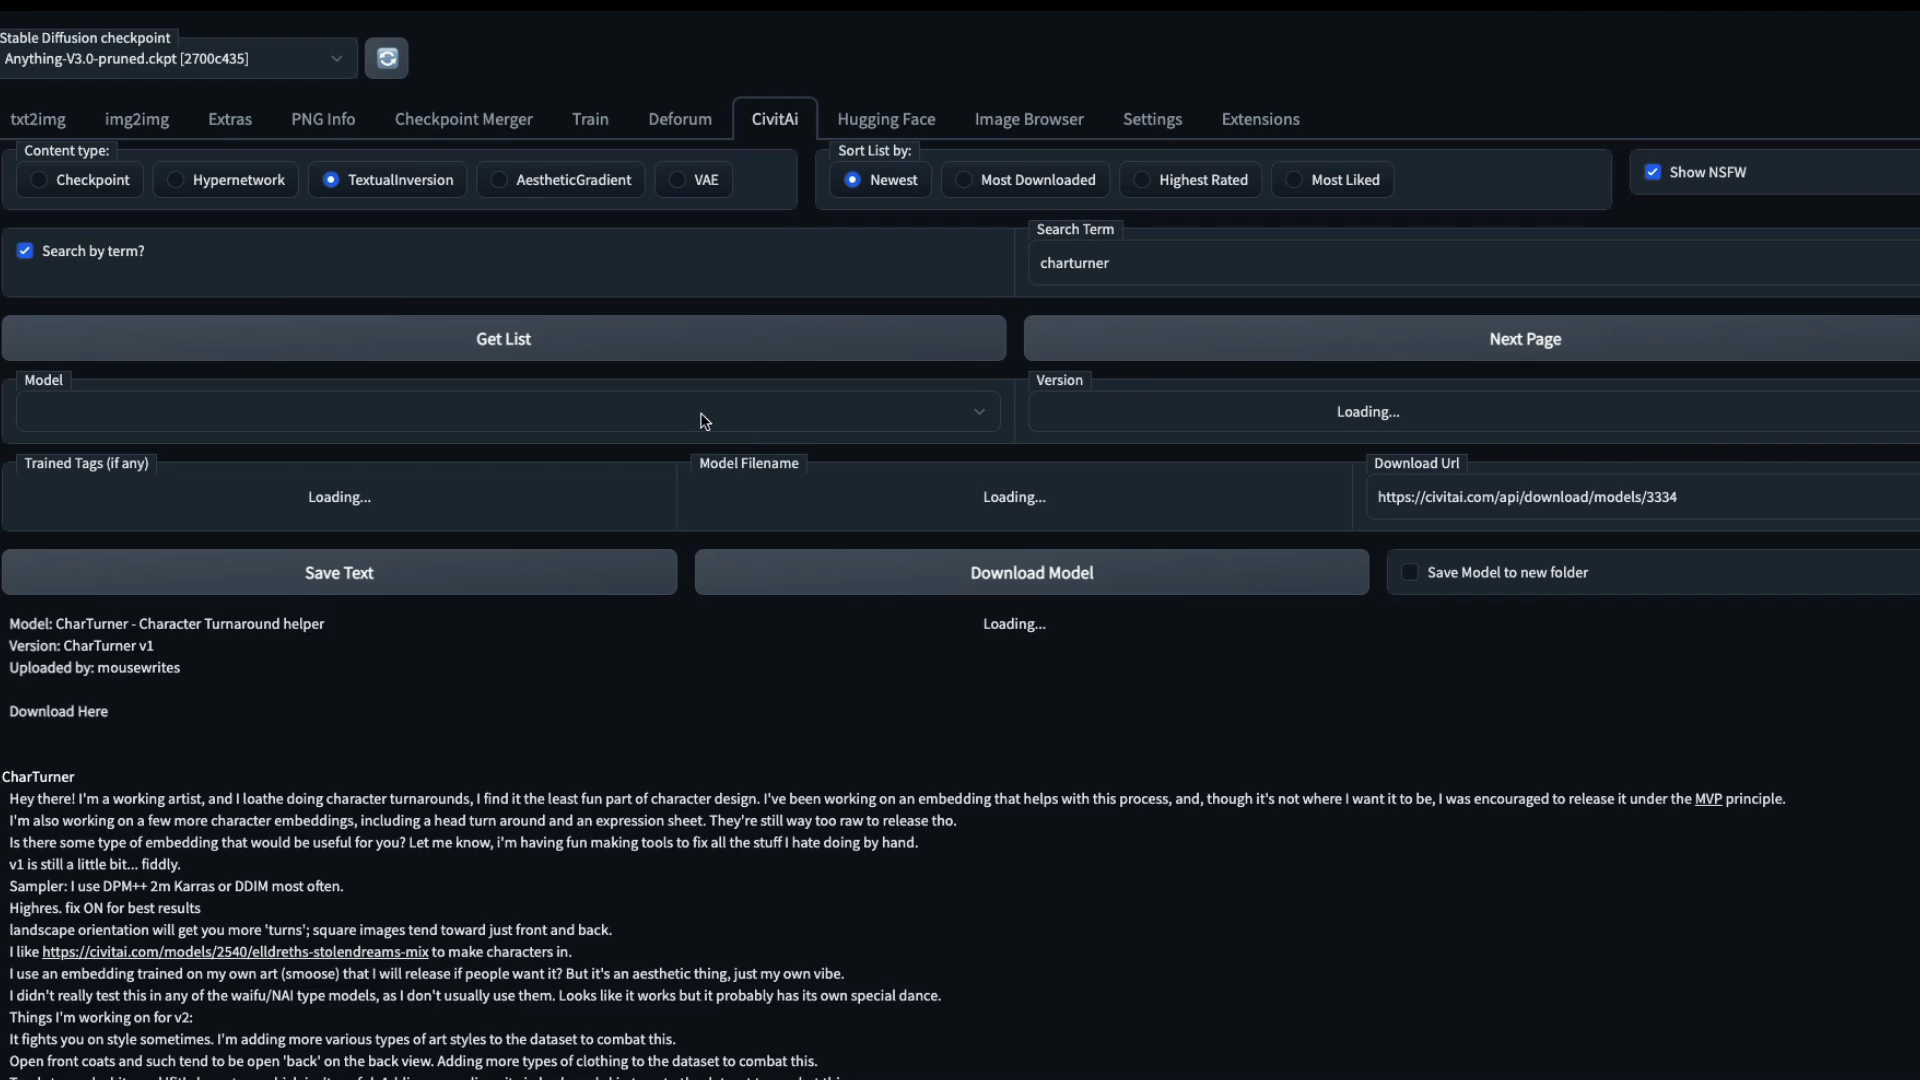 Stable Diffusion checkpoint
Anything-V3.0-pruned.ckpt [2700c435]
txt2img img2img Extras PNG Info Checkpoint Merger Train Deforum CivitAi Hugging Face Image Browser Settings Extensions
Content type: Sort List by:
Checkpoint Hypernetwork TextualInversion AestheticGradient VAE Newest Most Downloaded Highest Rated Most Liked Show NSFW
Search Term
Search by term? charturner
Get List Next Page
Model Version
Loading...
Trained Tags (if any) Model Filename Download Url
Loading... Loading... https://civitai.com/api/download/models/3334
Save Text Download Model Save Model to new folder
Model: CharTurner - Character Turnaround helper Loading...
Version: CharTurner v1
Uploaded by: mousewrites
Download Here
CharTurner
Hey there! I'm a working artist, and I loathe doing character turnarounds, I find it the least fun part of character design. I've been working on an embedding that helps with this process, and, though it's not where I want it to be, I was encouraged to release it under the MVP principle.
I'm also working on a few more character embeddings, including a head turn around and an expression sheet. They're still way too raw to release tho.
Is there some type of embedding that would be useful for you? Let me know, i'm having fun making tools to fix all the stuff I hate doing by hand.
v1 is still a little bit... fiddly.
Sampler: I use DPM++ 2m Karras or DDIM most often.
Highres. fix ON for best results
landscape orientation will get you more 'turns'; square images tend toward just front and back.
I like https://civitai.com/models/2540/elldreths-stolendreams-mix to make characters in.
I use an embedding trained on my own art (smoose) that I will release if people want it? But it's an aesthetic thing, just my own vibe.
I didn't really test this in any of the waifu/NAI type models, as I don't usually use them. Looks like it works but it probably has its own special dance.
Things I'm working on for v2:
It fights you on style sometimes. I'm adding more various types of art styles to the dataset to combat this.
Open front coats and such tend to be open 'back' on the back view. Adding more types of clothing to the dataset to combat this.